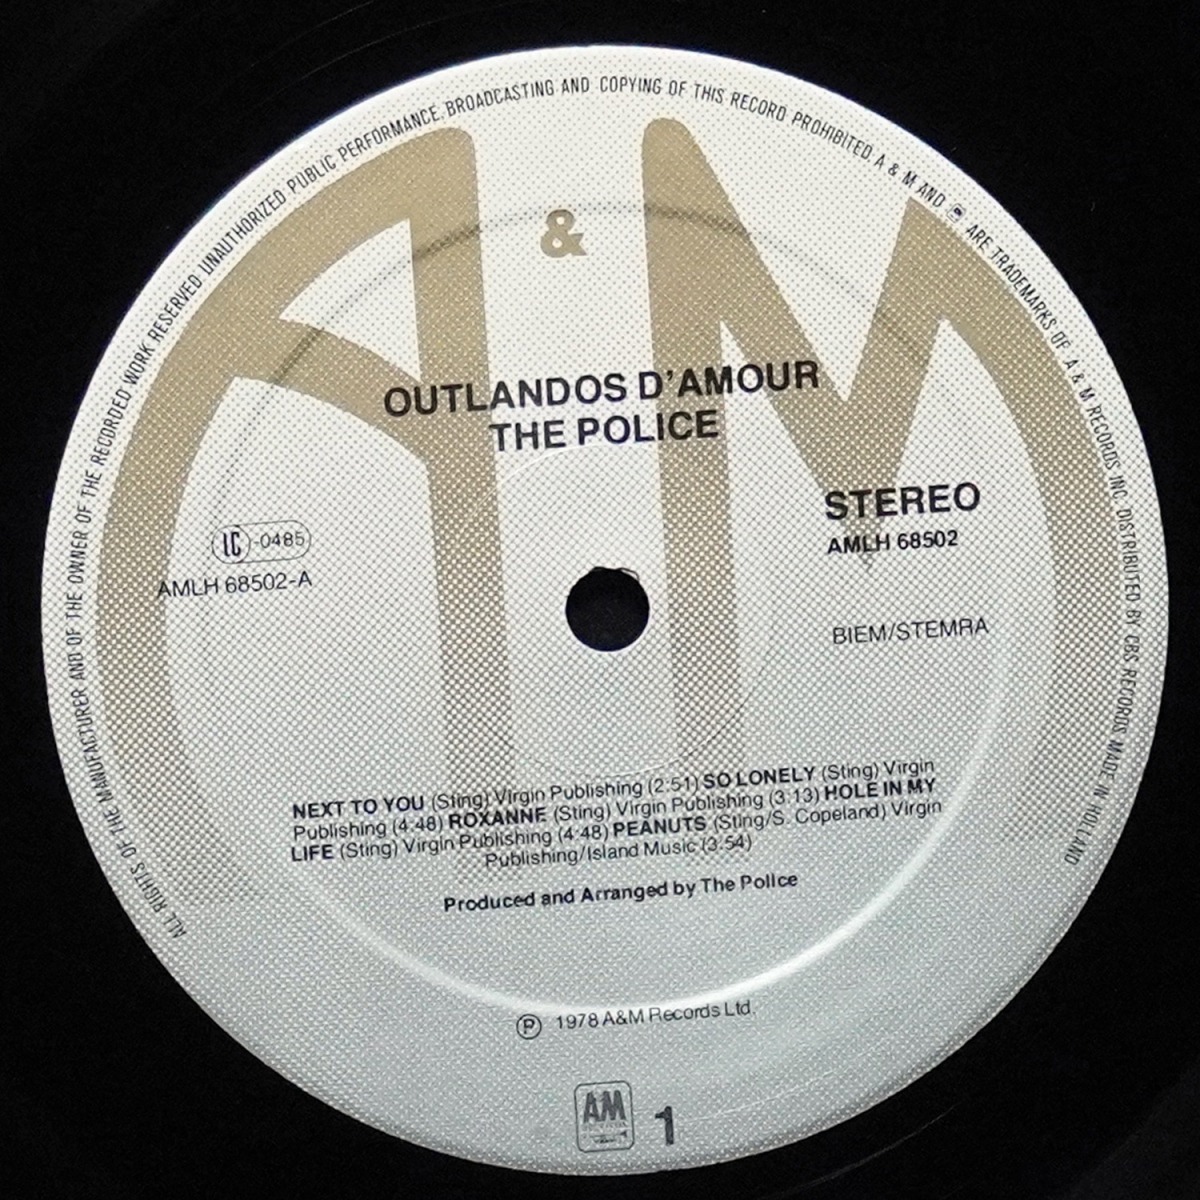 ALL RIGHTS OF THE MANUFACTURER AND OF THE OWNER OF THE RECORDED WORK RESERVED UNAUTHORIZED PUBLIC PERFORMANCE, BROADCASTING AND COPYING OF THIS RECORD PROHIBITED A & M AND ARE TRADEMARKS OF A & M RECORDS INC. DISTRIBUTED BY CBS RECORDS MADE IN HOLLAND
A & M
OUTLANDOS D'AMOUR
THE POLICE
STEREO
AMLH 68502
LC -0485
AMLH 68502-A
BIEM/STEMRA
NEXT TO YOU (Sting) Virgin Publishing (2:51) SO LONELY (Sting) Virgin
Publishing (4:48) ROXANNE (Sting) Virgin Publishing (3:13) HOLE IN MY
LIFE (Sting) Virgin Publishing (4:48) PEANUTS (Sting/S. Copeland) Virgin
Publishing/Island Music (3:54)
Produced and Arranged by The Police
Ⓟ 1978 A&M Records Ltd.
AM
1